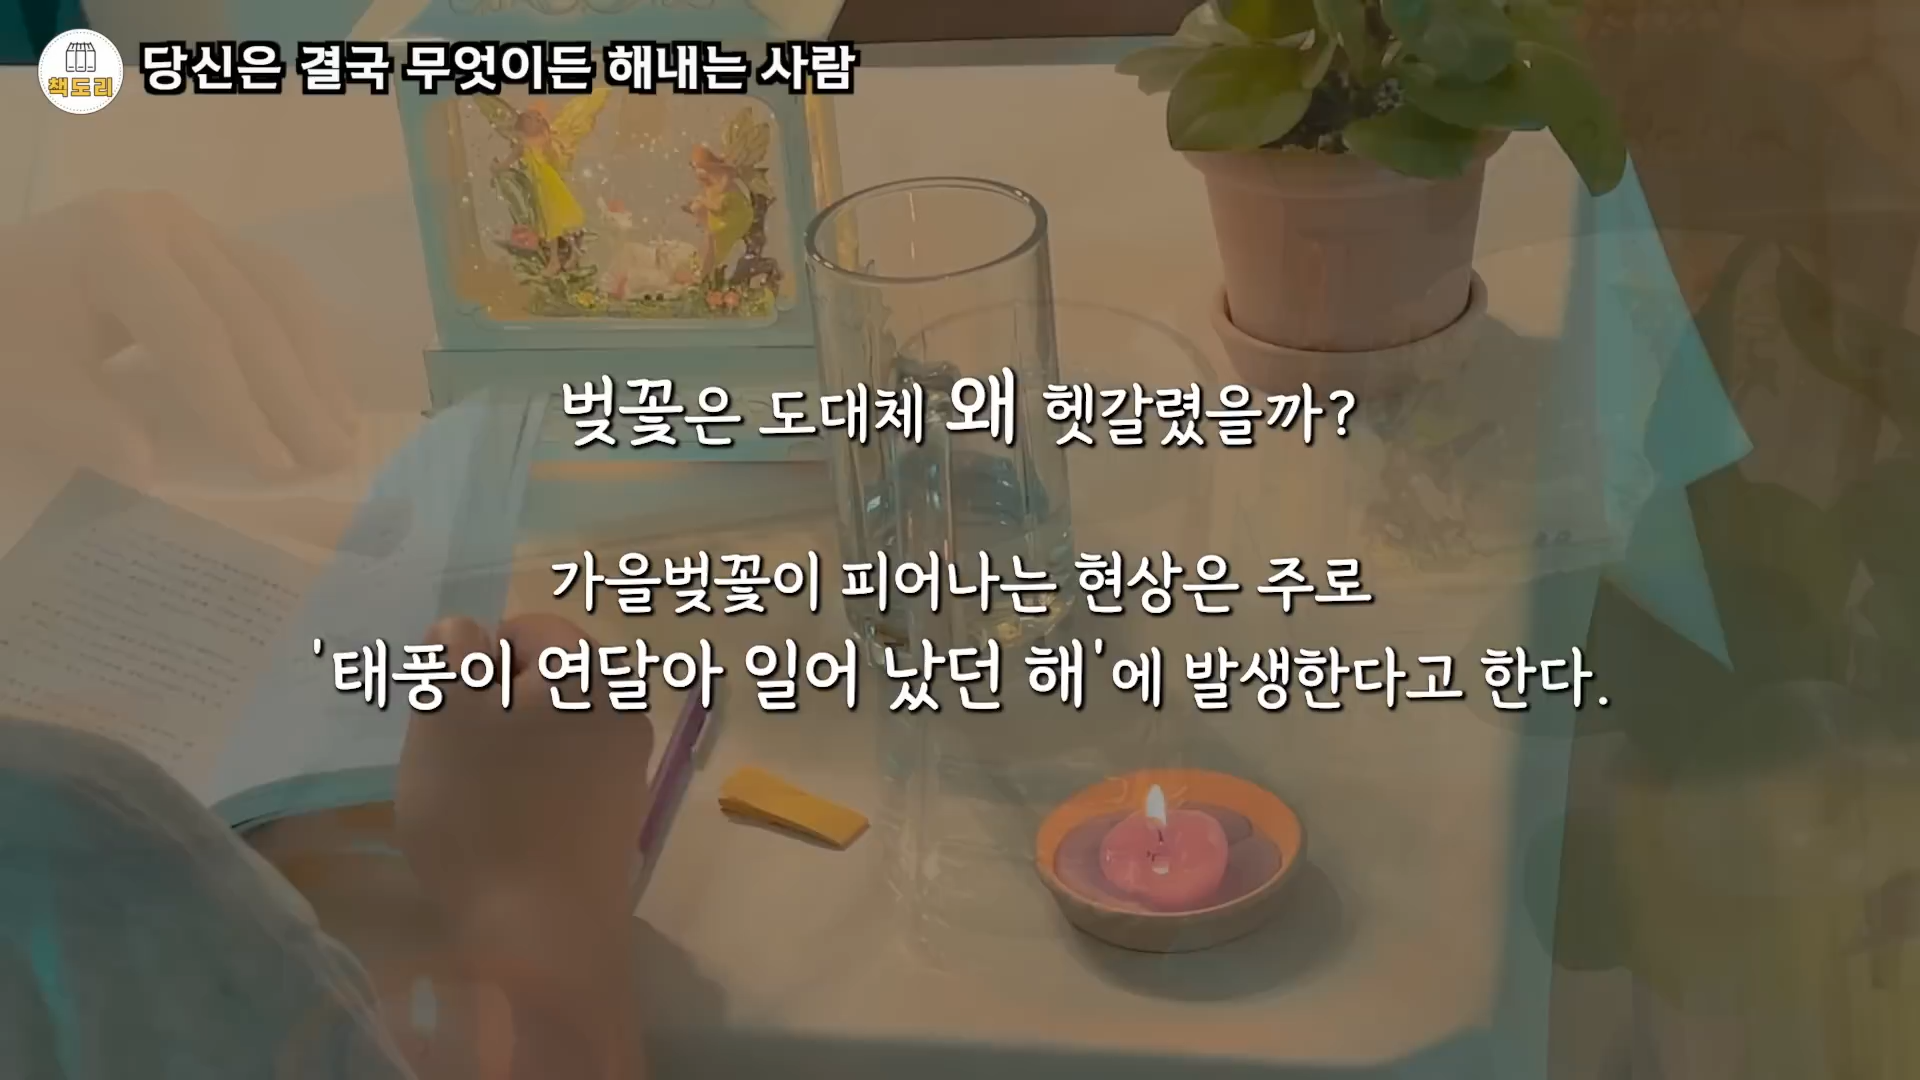 책도리
당신은 결국 무엇이든 해내는 사람
벚꽃은 도대체 왜 헷갈렸을까?
가을벚꽃이 피어나는 현상은 주로
'태풍이 연달아 일어 났던 해'에 발생한다고 한다.